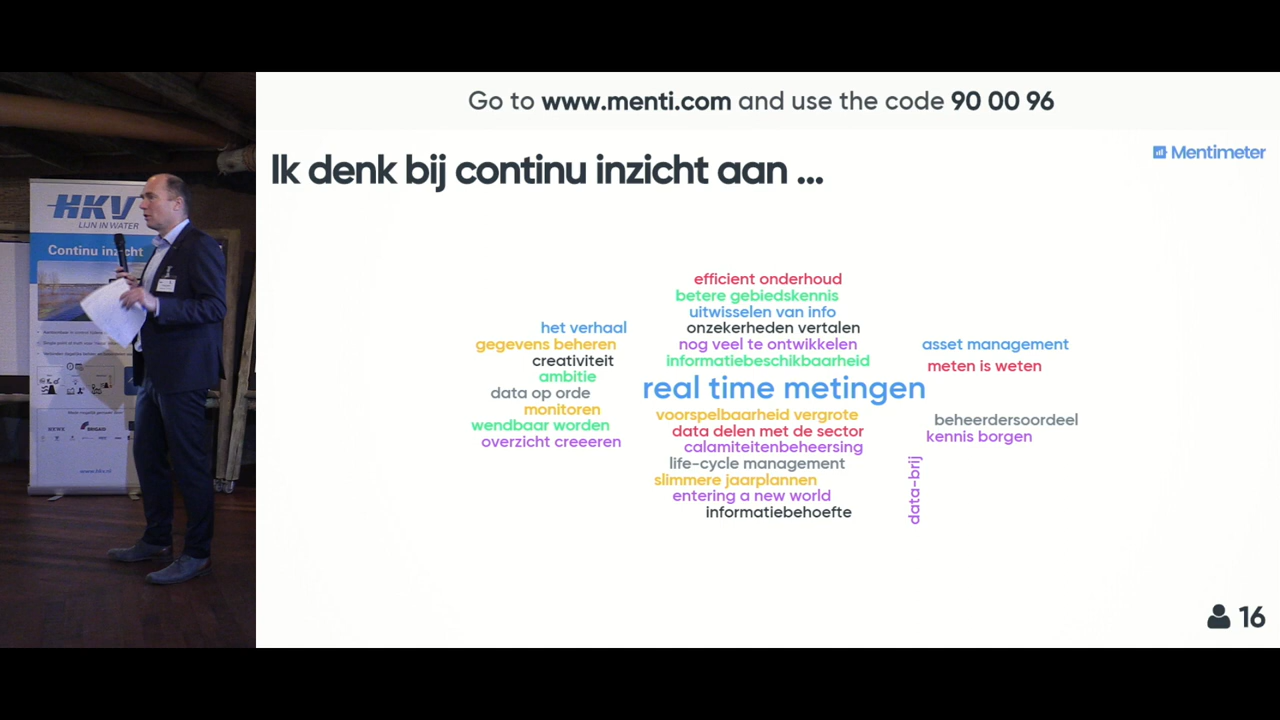 Go to www.menti.com and use the code 90 00 96
Mentimeter
Ik denk bij continu inzicht aan ...
efficient onderhoud
betere gebiedskennis
uitwisselen van info
onzekerheden vertalen
nog veel te ontwikkelen
informatiebeschikbaarheid
real time metingen
voorspelbaarheid vergrote
data delen met de sector
calamiteitenbeheersing
life-cycle management
slimmere jaarplannen
entering a new world
informatiebehoefte
het verhaal
gegevens beheren
creativiteit
ambitie
data op orde
monitoren
wendbaar worden
overzicht creeeren
asset management
meten is weten
beheerdersoordeel
kennis borgen
data-brij
16
HKV
LIJN IN WATER
Continu inzicht
www.hkv.nl